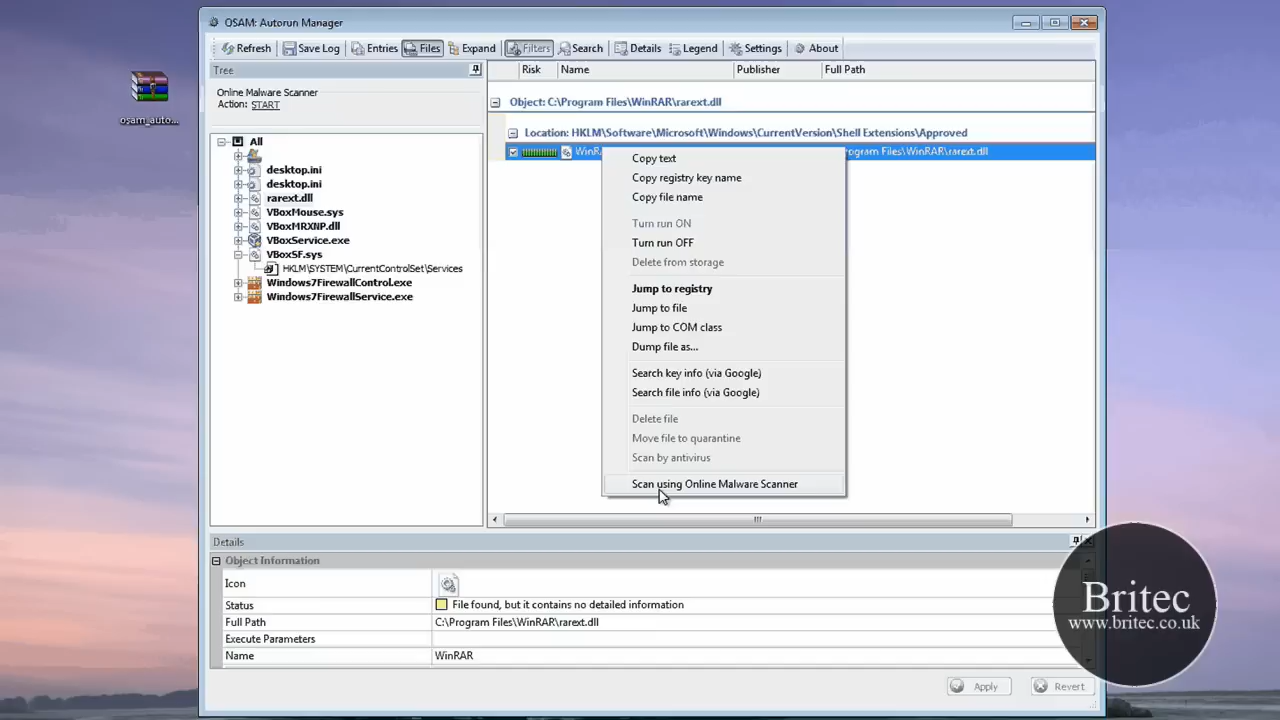 OSAM: Autorun Manager
Refresh Save Log Entries Files Expand Filters Search Details Legend Settings About
Tree
Online Malware Scanner
Action: START
All
desktop.ini
desktop.ini
rarext.dll
VBoxMouse.sys
VBoxMRXNP.dll
VBoxService.exe
VBoxSF.sys
HKLM\SYSTEM\CurrentControlSet\Services
Windows7FirewallControl.exe
Windows7FirewallService.exe
osam_auto...
Risk Name Publisher Full Path
Object: C:\Program Files\WinRAR\rarext.dll
Location: HKLM\Software\Microsoft\Windows\CurrentVersion\Shell Extensions\Approved
rogram Files\WinRAR\rarext.dll
Copy text
Copy registry key name
Copy file name
Turn run ON
Turn run OFF
Delete from storage
Jump to registry
Jump to file
Jump to COM class
Dump file as...
Search key info (via Google)
Search file info (via Google)
Delete file
Move file to quarantine
Scan by antivirus
Scan using Online Malware Scanner
Details
Object Information
Icon
Status File found, but it contains no detailed information
Full Path C:\Program Files\WinRAR\rarext.dll
Execute Parameters
Name WinRAR
Apply Revert
Britec
www.britec.co.uk